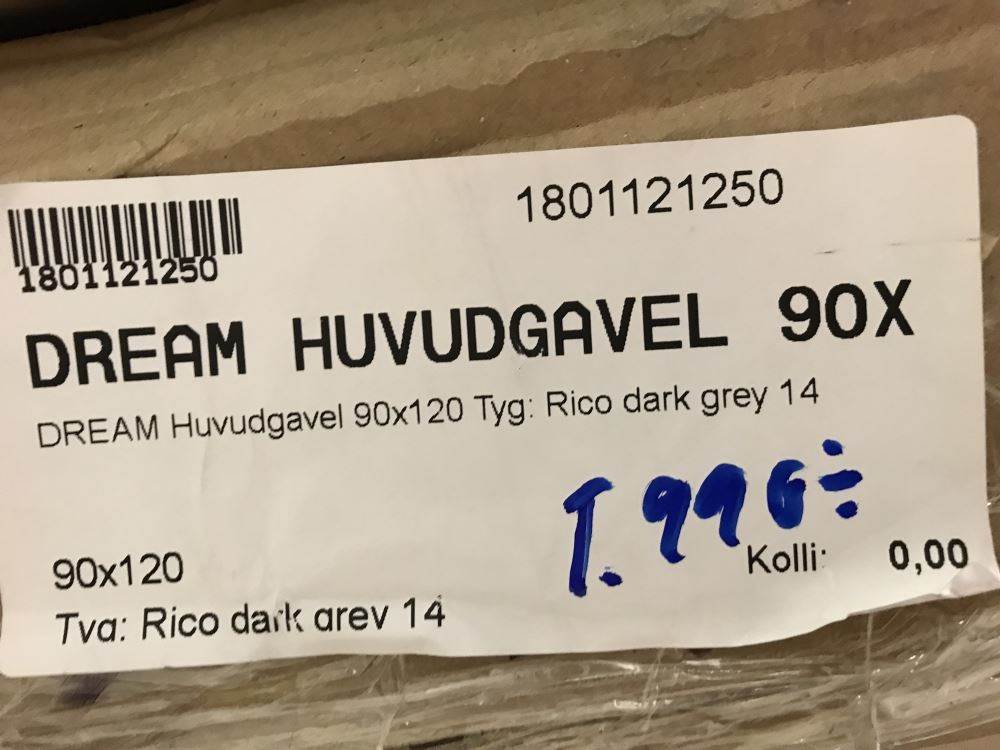 1801121250
1801121250
DREAM HUVUDGAVEL 90X
DREAM Huvudgavel 90x120 Tyg: Rico dark grey 14
1.990÷
90x120
Kolli: 0,00
Tyg: Rico dark grey 14